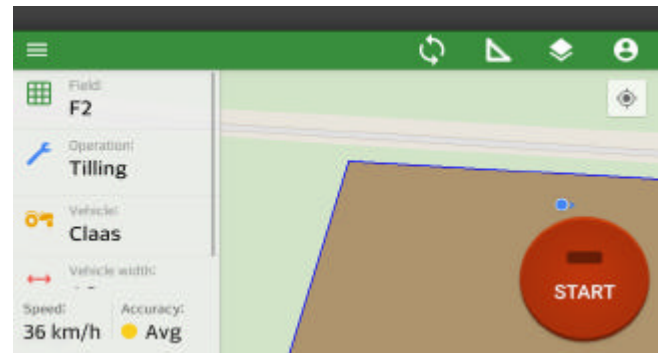 Field:
F2
Operation:
Tilling
Vehicle:
Claas
Vehicle width:
Speed:
Accuracy:
36 km/h
Avg
START